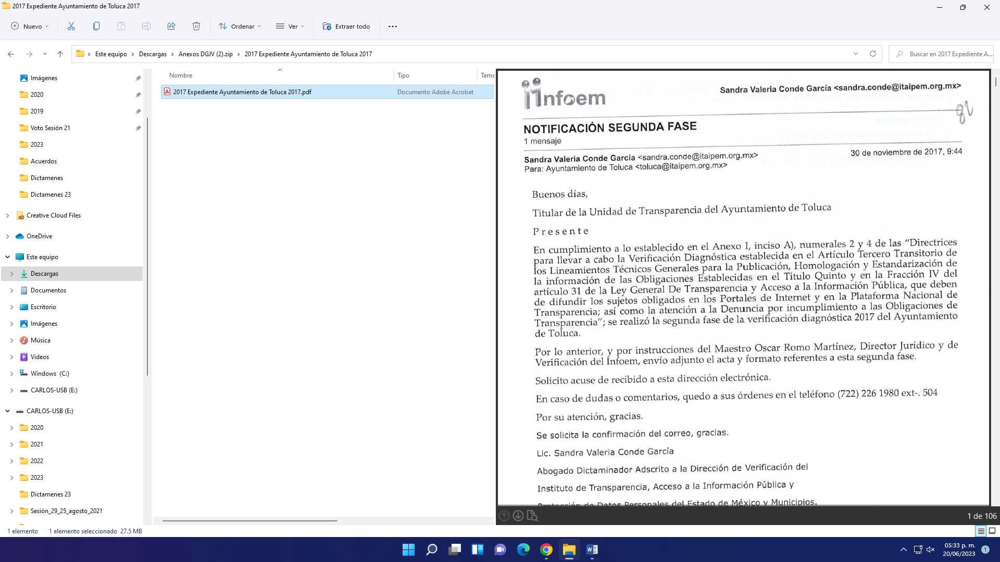 2017 Expediente Ayuntamiento de Toluca 2017
Nuevo
Ordenar
Ver
Extraer todo
Este equipo
Descargas
Anexos DGJV (2).zip
2017 Expediente Ayuntamiento de Toluca 2017
Buscar en 2017 Expediente A...
Imágenes
2020
2019
Voto Sesión 21
2023
Acuerdos
Dictamenes
Dictamenes 23
Creative Cloud Files
OneDrive
Este equipo
Descargas
Documentos
Escritorio
Imágenes
Música
Videos
Windows (C:)
CARLOS-USB (E:)
CARLOS-USB (E:)
2020
2021
2022
2023
Dictamenes 23
Sesión_29_25_agosto_2021
Nombre
Tipo
Tama
2017 Expediente Ayuntamiento de Toluca 2017.pdf
Documento Adobe Acrobat
infoem
Sandra Valeria Conde García <sandra.conde@itaipem.org.mx>
NOTIFICACIÓN SEGUNDA FASE
1 mensaje
Sandra Valeria Conde García <sandra.conde@itaipem.org.mx>
30 de noviembre de 2017, 9:44
Para: Ayuntamiento de Toluca <toluca@itaipem.org.mx>
Buenos días,
Titular de la Unidad de Transparencia del Ayuntamiento de Toluca
P r e s e n t e
En cumplimiento a lo establecido en el Anexo I, inciso A), numerales 2 y 4 de las “Directrices
para llevar a cabo la Verificación Diagnóstica establecida en el Artículo Tercero Transitorio de
los Lineamientos Técnicos Generales para la Publicación, Homologación y Estandarización de
la información de las Obligaciones Establecidas en el Titulo Quinto y en la Fracción IV del
artículo 31 de la Ley General De Transparencia y Acceso a la Información Pública, que deben
de difundir los sujetos obligados en los Portales de Internet y en la Plataforma Nacional de
Transparencia; así como la atención a la Denuncia por incumplimiento a las Obligaciones de
Transparencia”; se realizó la segunda fase de la verificación diagnóstica 2017 del Ayuntamiento
de Toluca.
Por lo anterior, y por instrucciones del Maestro Oscar Romo Martínez, Director Jurídico y de
Verificación del Infoem, envío adjunto el acta y formato referentes a esta segunda fase.
Solicito acuse de recibido a esta dirección electrónica.
En caso de dudas o comentarios, quedo a sus órdenes en el teléfono (722) 226 1980 ext-. 504
Por su atención, gracias.
Se solicita la confirmación del correo, gracias.
Lic. Sandra Valeria Conde García
Abogado Dictaminador Adscrito a la Dirección de Verificación del
Instituto de Transparencia, Acceso a la Información Pública y
Protección de Datos Personales del Estado de México y Municipios.
1 de 106
1 elemento
1 elemento seleccionado 27.5 MB
05:33 p. m.
20/06/2023
1